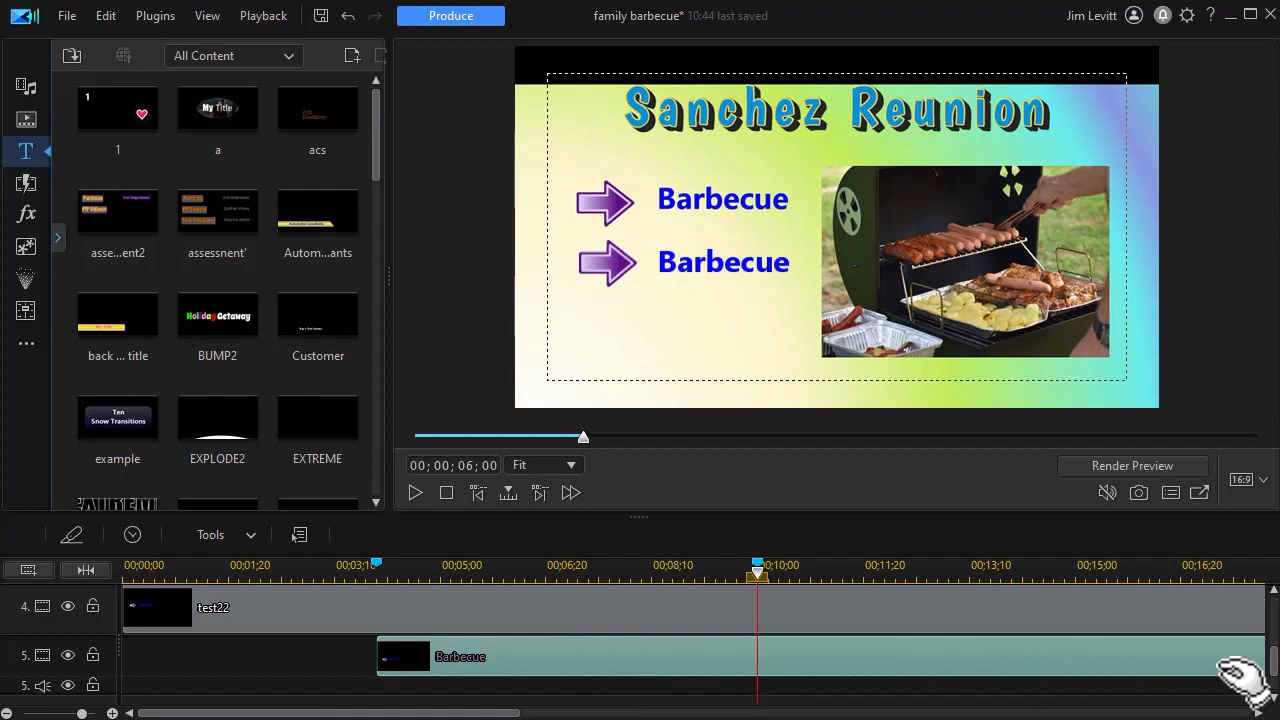 File Edit Plugins View Playback Produce family barbecue* 10:44 last saved Jim Levitt ?
All Content
1 My Title
1 a acs
asse...ent2 assessnent' Autom...ants
Holiday Getaway
back ... title BUMP2 Customer
Ten
Snow Transitions
example EXPLODE2 EXTREME
Sanchez Reunion
Barbecue
Barbecue
00; 00; 06; 00 Fit Render Preview
16:9
Tools
00;00;00 00;01;20 00;03;10 00;05;00 00;06;20 00;08;10 00;10;00 00;11;20 00;13;10 00;15;00 00;16;20
4. test22
5. Barbecue
5.